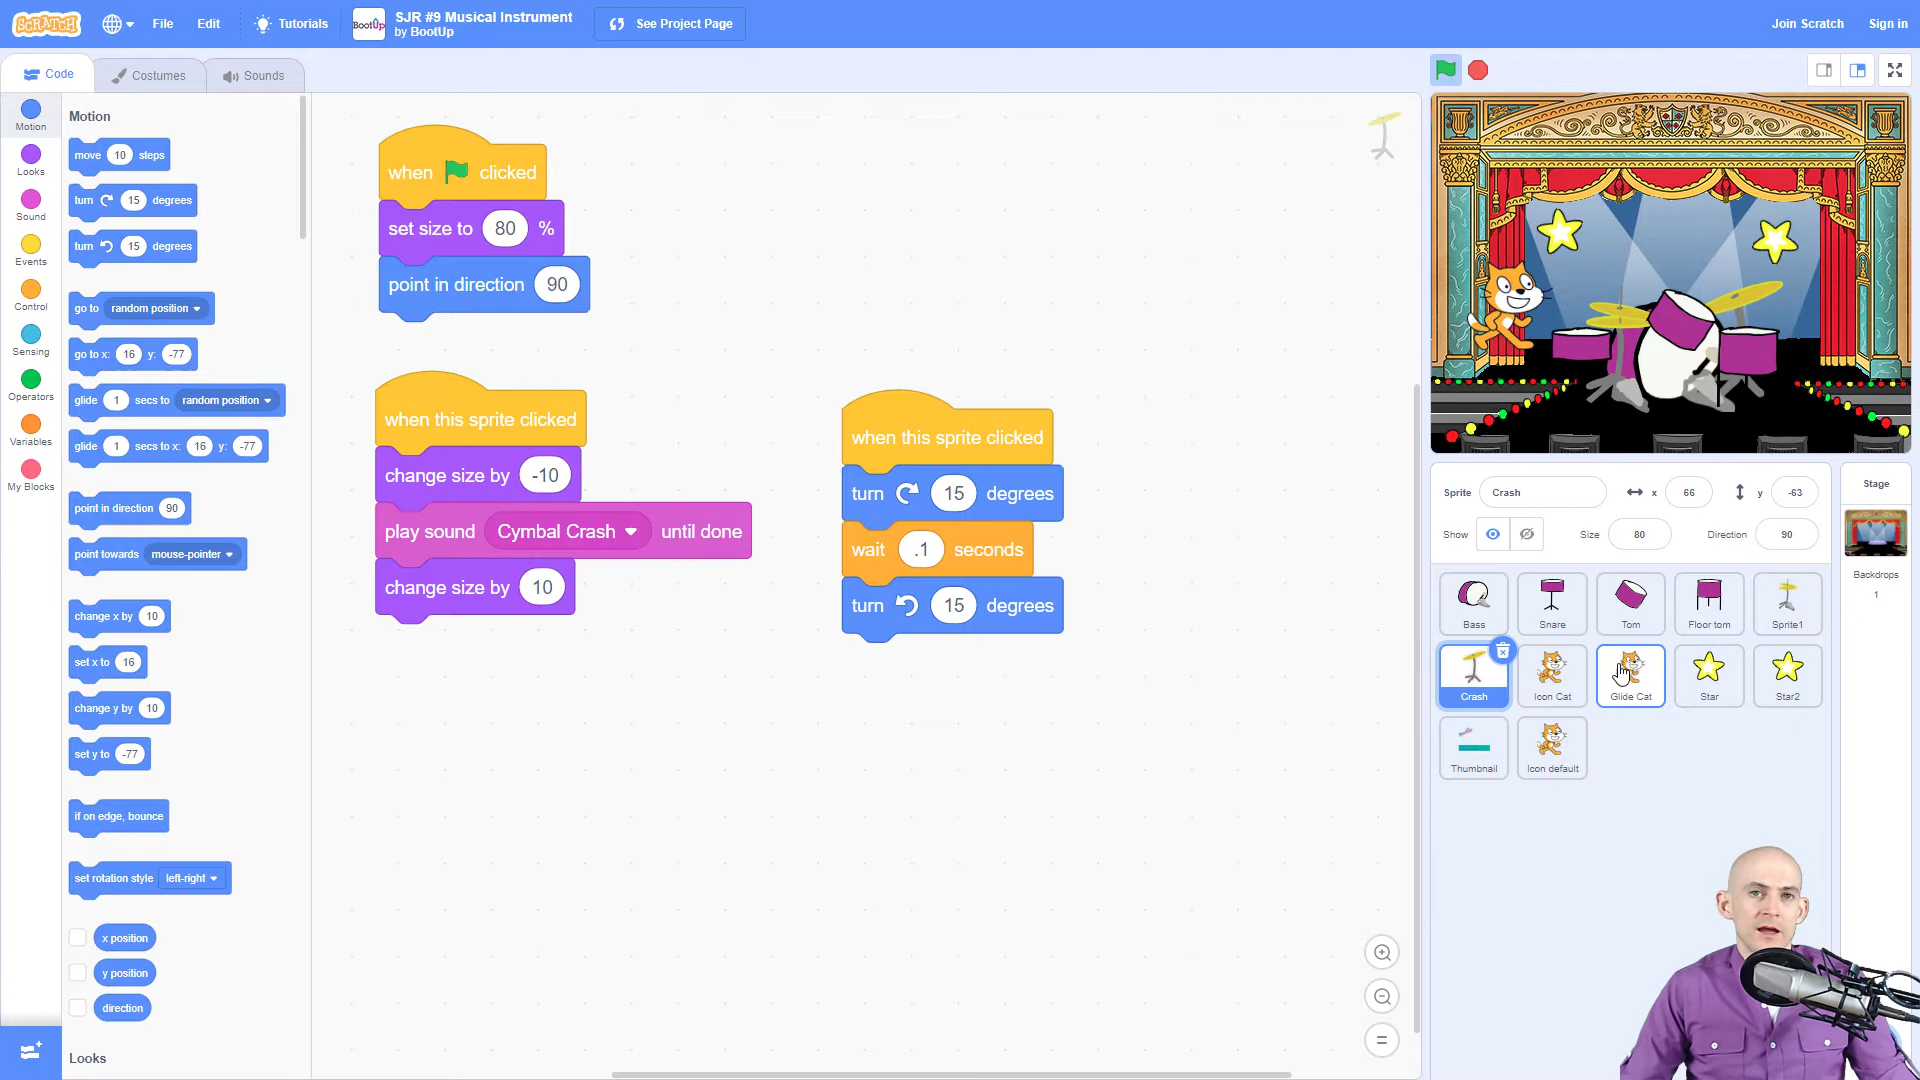 SCRATCH
File
Edit
Tutorials
BootUp
SJR #9 Musical Instrument
by BootUp
See Project Page
Join Scratch
Sign in
Code
Costumes
Sounds
Motion
Looks
Sound
Events
Control
Sensing
Operators
Variables
My Blocks
Motion
move 10 steps
turn 15 degrees
turn 15 degrees
go to random position
go to x: 16 y: -77
glide 1 secs to random position
glide 1 secs to x: 16 y: -77
point in direction 90
point towards mouse-pointer
change x by 10
set x to 16
change y by 10
set y to -77
if on edge, bounce
set rotation style left-right
x position
y position
direction
Looks
when clicked
set size to 80 %
point in direction 90
when this sprite clicked
change size by -10
play sound Cymbal Crash until done
change size by 10
when this sprite clicked
turn 15 degrees
wait .1 seconds
turn 15 degrees
Sprite Crash x 66 y -63
Show Size 80 Direction 90
Stage
Backdrops
1
Bass
Snare
Tom
Floor tom
Sprite1
Crash
Icon Cat
Glide Cat
Star
Star2
Thumbnail
Icon default